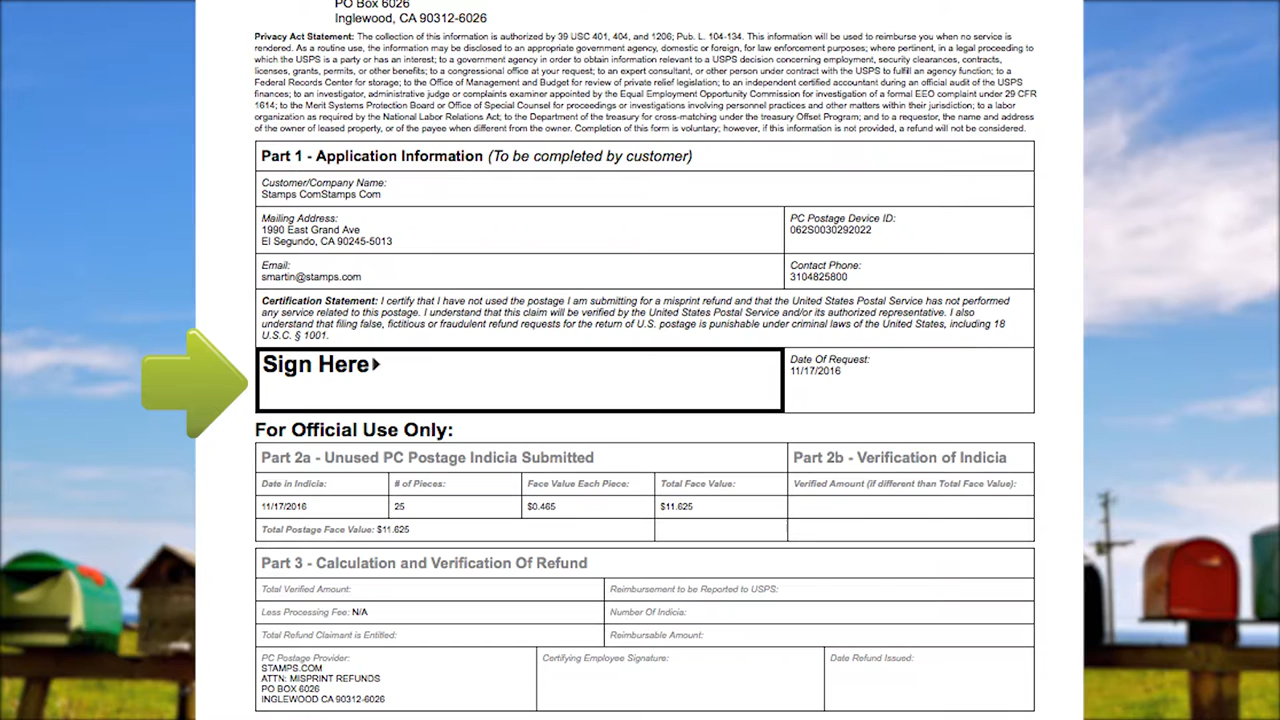 PO Box 6026
Inglewood, CA 90312-6026
Privacy Act Statement: The collection of this information is authorized by 39 USC 401, 404, and 1206; Pub. L. 104-134. This information will be used to reimburse you when no service is
rendered. As a routine use, the information may be disclosed to an appropriate government agency, domestic or foreign, for law enforcement purposes; where pertinent, in a legal proceeding to
which the USPS is a party or has an interest; to a government agency in order to obtain information relevant to a USPS decision concerning employment, security clearances, contracts,
licenses, grants, permits, or other benefits; to a congressional office at your request; to an expert consultant, or other person under contract with the USPS to fulfill an agency function; to a
Federal Records Center for storage; to the Office of Management and Budget for review of private relief legislation; to an independent certified accountant during an official audit of the USPS
finances; to an investigator, administrative judge or complaints examiner appointed by the Equal Employment Opportunity Commission for investigation of a formal EEO complaint under 29 CFR
1614; to the Merit Systems Protection Board or Office of Special Counsel for proceedings or investigations involving personnel practices and other matters within their jurisdiction; to a labor
organization as required by the National Labor Relations Act; to the Department of the treasury for cross-matching under the treasury Offset Program; and to a requestor, the name and address
of the owner of leased property, or of the payee when different from the owner. Completion of this form is voluntary; however, if this information is not provided, a refund will not be considered.
Part 1 - Application Information (To be completed by customer)
Customer/Company Name:
Stamps ComStamps Com
Mailing Address:
1990 East Grand Ave
El Segundo, CA 90245-5013
PC Postage Device ID:
062S0030292022
Email:
smartin@stamps.com
Contact Phone:
3104825800
Certification Statement: I certify that I have not used the postage I am submitting for a misprint refund and that the United States Postal Service has not performed
any service related to this postage. I understand that this claim will be verified by the United States Postal Service and/or its authorized representative. I also
understand that filing false, fictitious or fraudulent refund requests for the return of U.S. postage is punishable under criminal laws of the United States, including 18
U.S.C. § 1001.
Sign Here
Date Of Request:
11/17/2016
For Official Use Only:
Part 2a - Unused PC Postage Indicia Submitted
Part 2b - Verification of Indicia
Date in Indicia: # of Pieces: Face Value Each Piece: Total Face Value: Verified Amount (if different than Total Face Value):
11/17/2016 25 $0.465 $11.625
Total Postage Face Value: $11.625
Part 3 - Calculation and Verification Of Refund
Total Verified Amount: Reimbursement to be Reported to USPS:
Less Processing Fee: N/A Number Of Indicia:
Total Refund Claimant is Entitled: Reimbursable Amount:
PC Postage Provider:
STAMPS.COM
ATTN: MISPRINT REFUNDS
PO BOX 6026
INGLEWOOD CA 90312-6026
Certifying Employee Signature:
Date Refund Issued: